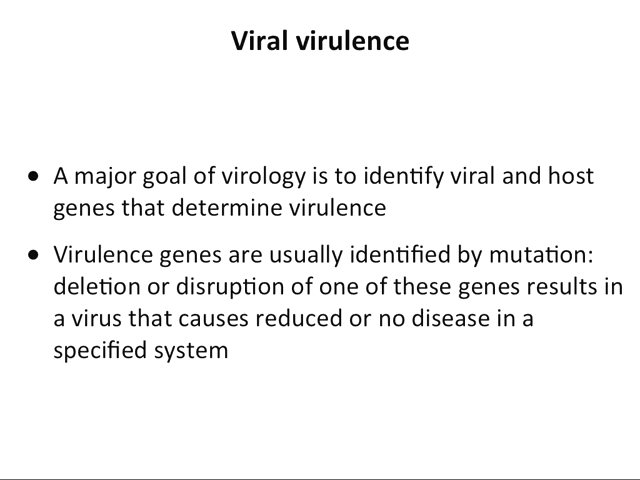 Viral virulence
• A major goal of virology is to identify viral and host
genes that determine virulence
• Virulence genes are usually identified by mutation:
deletion or disruption of one of these genes results in
a virus that causes reduced or no disease in a
specified system